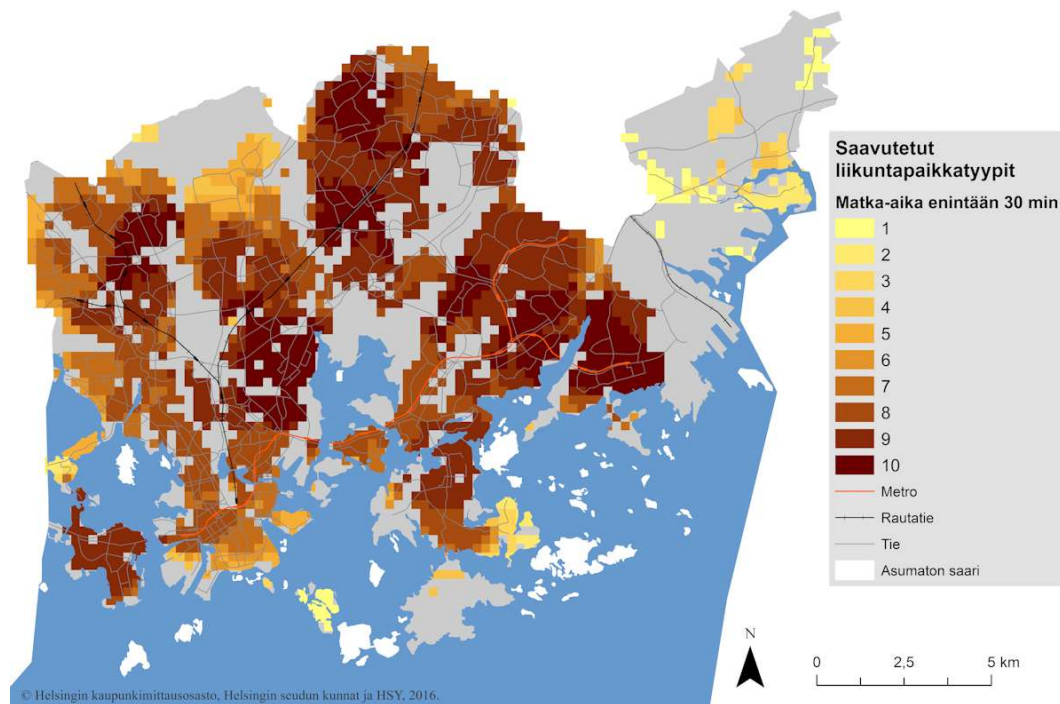 Saavutetut
liikuntapaikkatyypit
Matka-aika enintään 30 min
1
2
3
4
5
6
7
8
9
10
Metro
Rautatie
Tie
Asumaton saari
N
0 2,5 5 km
© Helsingin kaupunkimittausosasto, Helsingin seudun kunnat ja HSY, 2016.